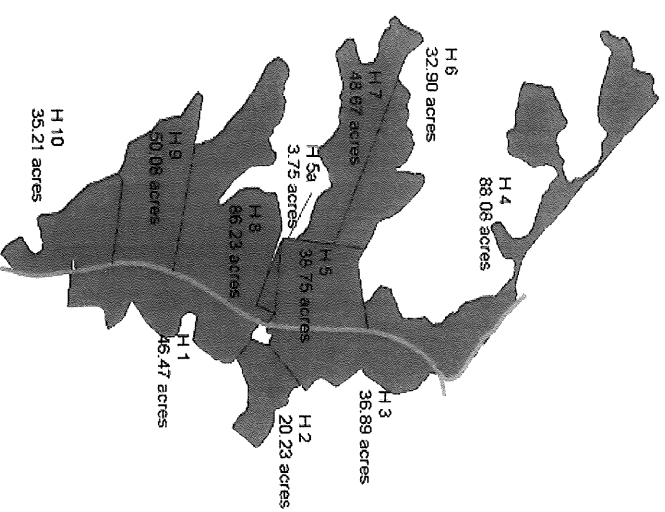 H 6
32.90 acres
H 7
48.67 acres
H 4
88.08 acres
H 5a
3.75 acres
H 10
35.21 acres
H 9
50.08 acres
H 8
86.23 acres
H 5
38.75 acres
H 1
46.47 acres
H 3
36.89 acres
H 2
20.23 acres